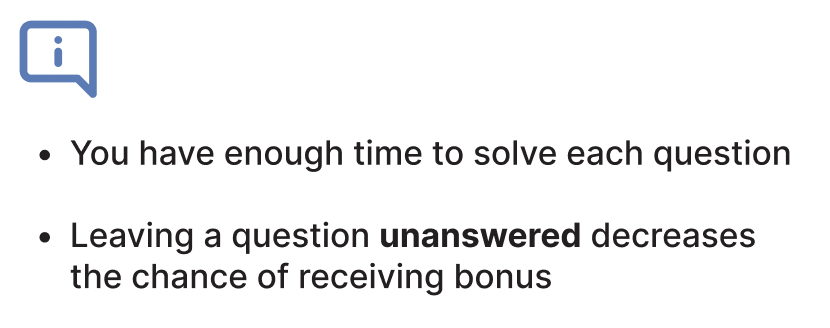 • You have enough time to solve each question
• Leaving a question unanswered decreases
the chance of receiving bonus